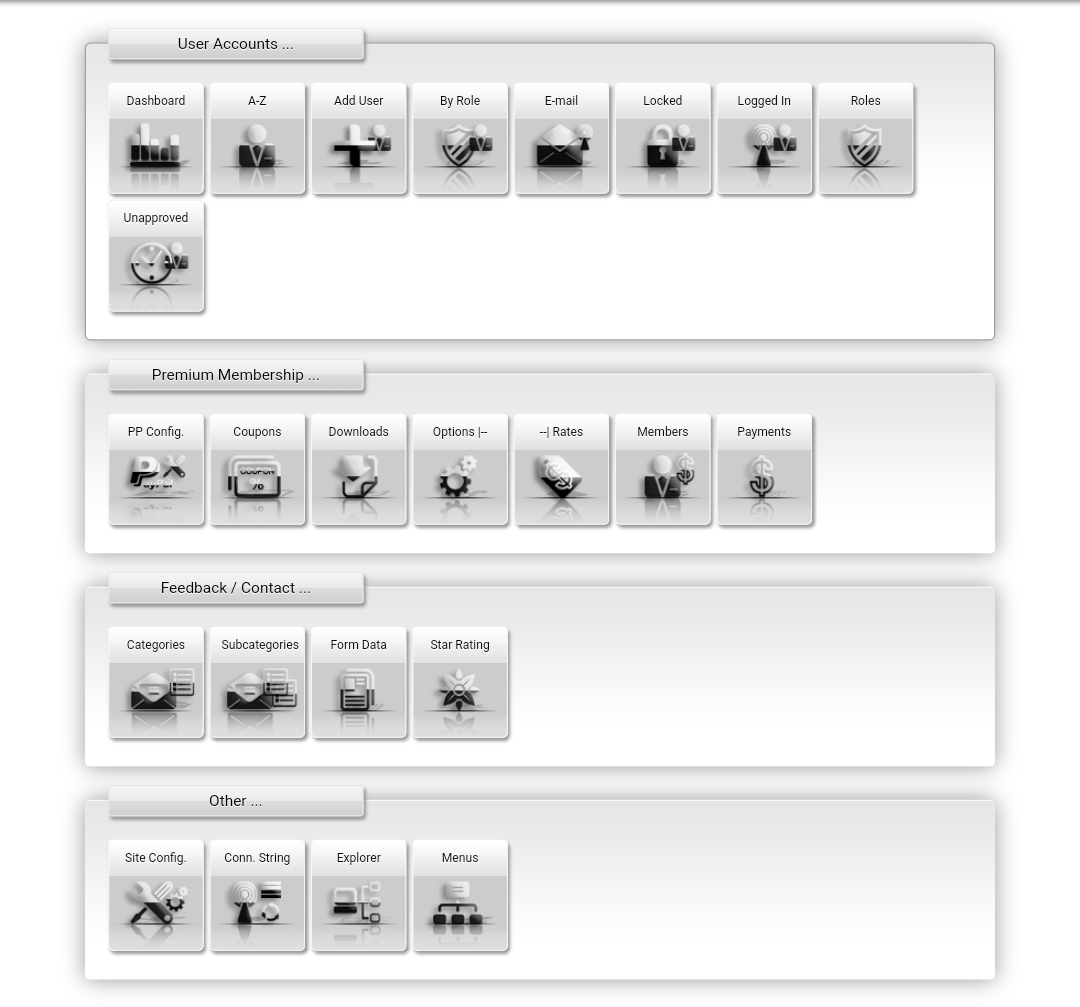 User Accounts ...
Dashboard
A-Z
Add User
By Role
E-mail
Locked
Logged In
Roles
Unapproved
Premium Membership ...
PP Config.
Coupons
Downloads
Options |--
--| Rates
Members
Payments
PayPal
COUPON
%
Feedback / Contact ...
Categories
Subcategories
Form Data
Star Rating
Other ...
Site Config.
Conn. String
Explorer
Menus